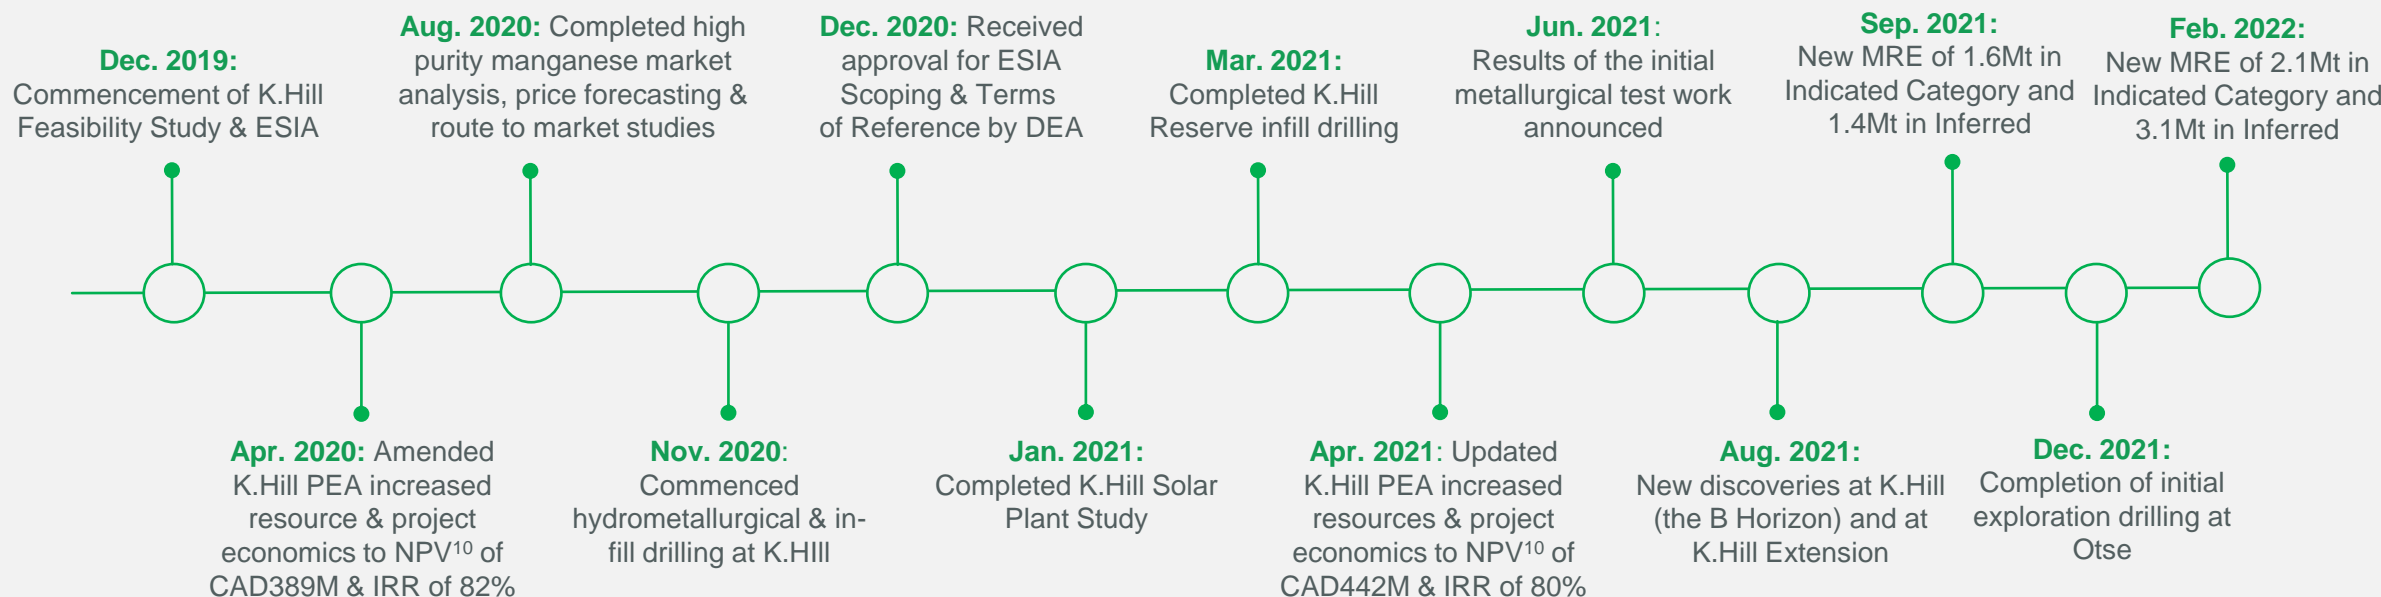 Dec. 2019:
Commencement of K.Hill
Feasibility Study & ESIA
Apr. 2020: Amended
K.Hill PEA increased
resource & project
economics to NPV¹⁰ of
CAD389M & IRR of 82%
Aug. 2020: Completed high
purity manganese market
analysis, price forecasting &
route to market studies
Nov. 2020:
Commenced
hydrometallurgical & in-
fill drilling at K.HIll
Dec. 2020: Received
approval for ESIA
Scoping & Terms
of Reference by DEA
Jan. 2021:
Completed K.Hill Solar
Plant Study
Mar. 2021:
Completed K.Hill
Reserve infill drilling
Apr. 2021: Updated
K.Hill PEA increased
resources & project
economics to NPV¹⁰ of
CAD442M & IRR of 80%
Jun. 2021:
Results of the initial
metallurgical test work
announced
Aug. 2021:
New discoveries at K.Hill
(the B Horizon) and at
K.Hill Extension
Sep. 2021:
New MRE of 1.6Mt in
Indicated Category and
1.4Mt in Inferred
Dec. 2021:
Completion of initial
exploration drilling at
Otse
Feb. 2022:
New MRE of 2.1Mt in
Indicated Category and
3.1Mt in Inferred